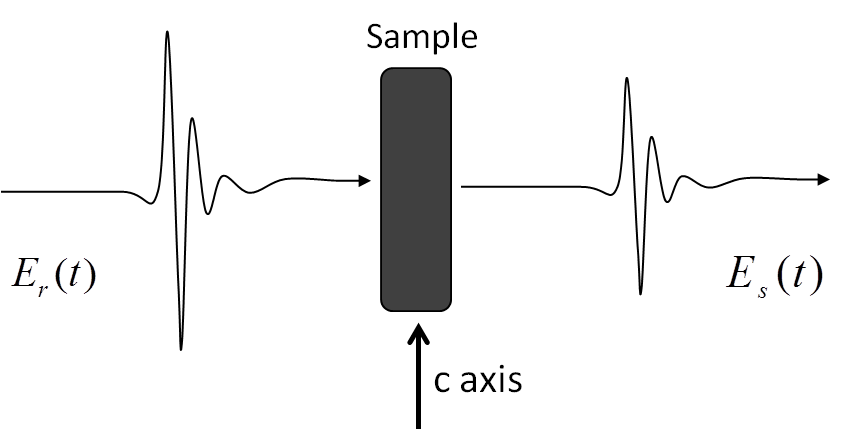 Sample
E_r(t)
E_s(t)
c axis